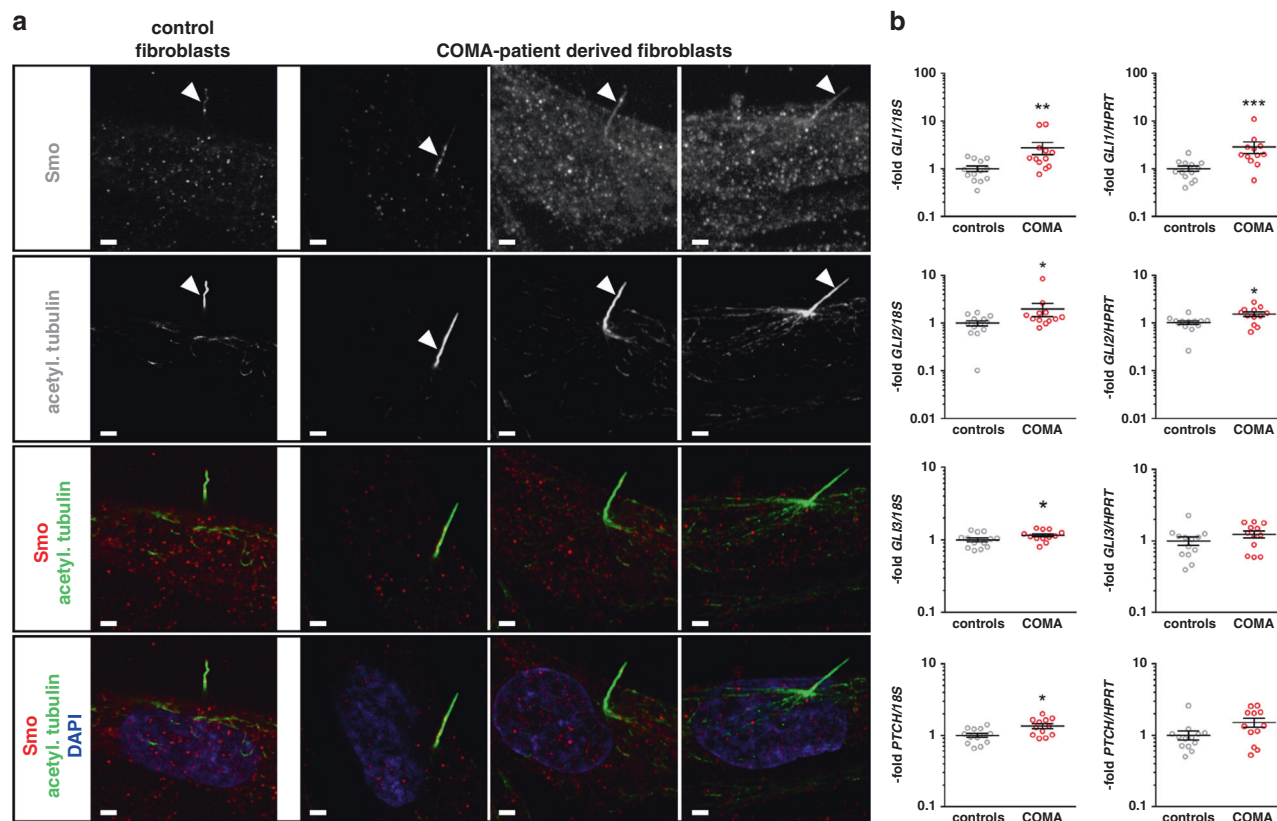 a
control
fibroblasts
COMA-patient derived fibroblasts
Smo
acetyl. tubulin
Smo
acetyl. tubulin
Smo
acetyl. tubulin
DAPI
b
-fold GLI1/18S
100
10
1
0.1
**
controls
COMA
-fold GLI1/HPRT
100
10
1
0.1
***
controls
COMA
-fold GLI2/18S
10
1
0.1
0.01
*
controls
COMA
-fold GLI2/HPRT
10
1
0.1
0.01
*
controls
COMA
-fold GLI3/18S
10
1
0.1
*
controls
COMA
-fold GLI3/HPRT
10
1
0.1
controls
COMA
-fold PTCH/18S
10
1
0.1
*
controls
COMA
-fold PTCH/HPRT
10
1
0.1
controls
COMA